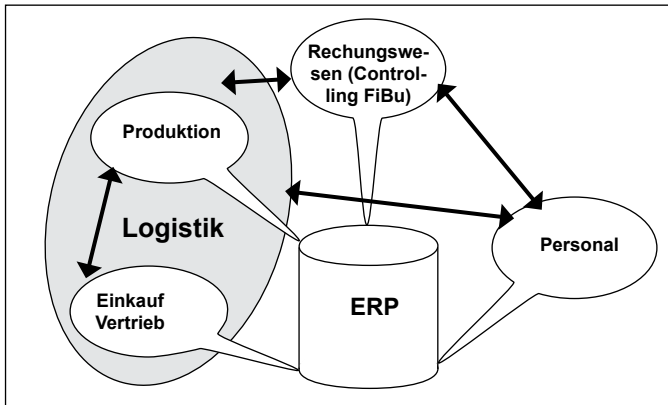 Rechungswe-
sen (Control-
ling FiBu)
Produktion
Logistik
Personal
Einkauf
Vertrieb
ERP